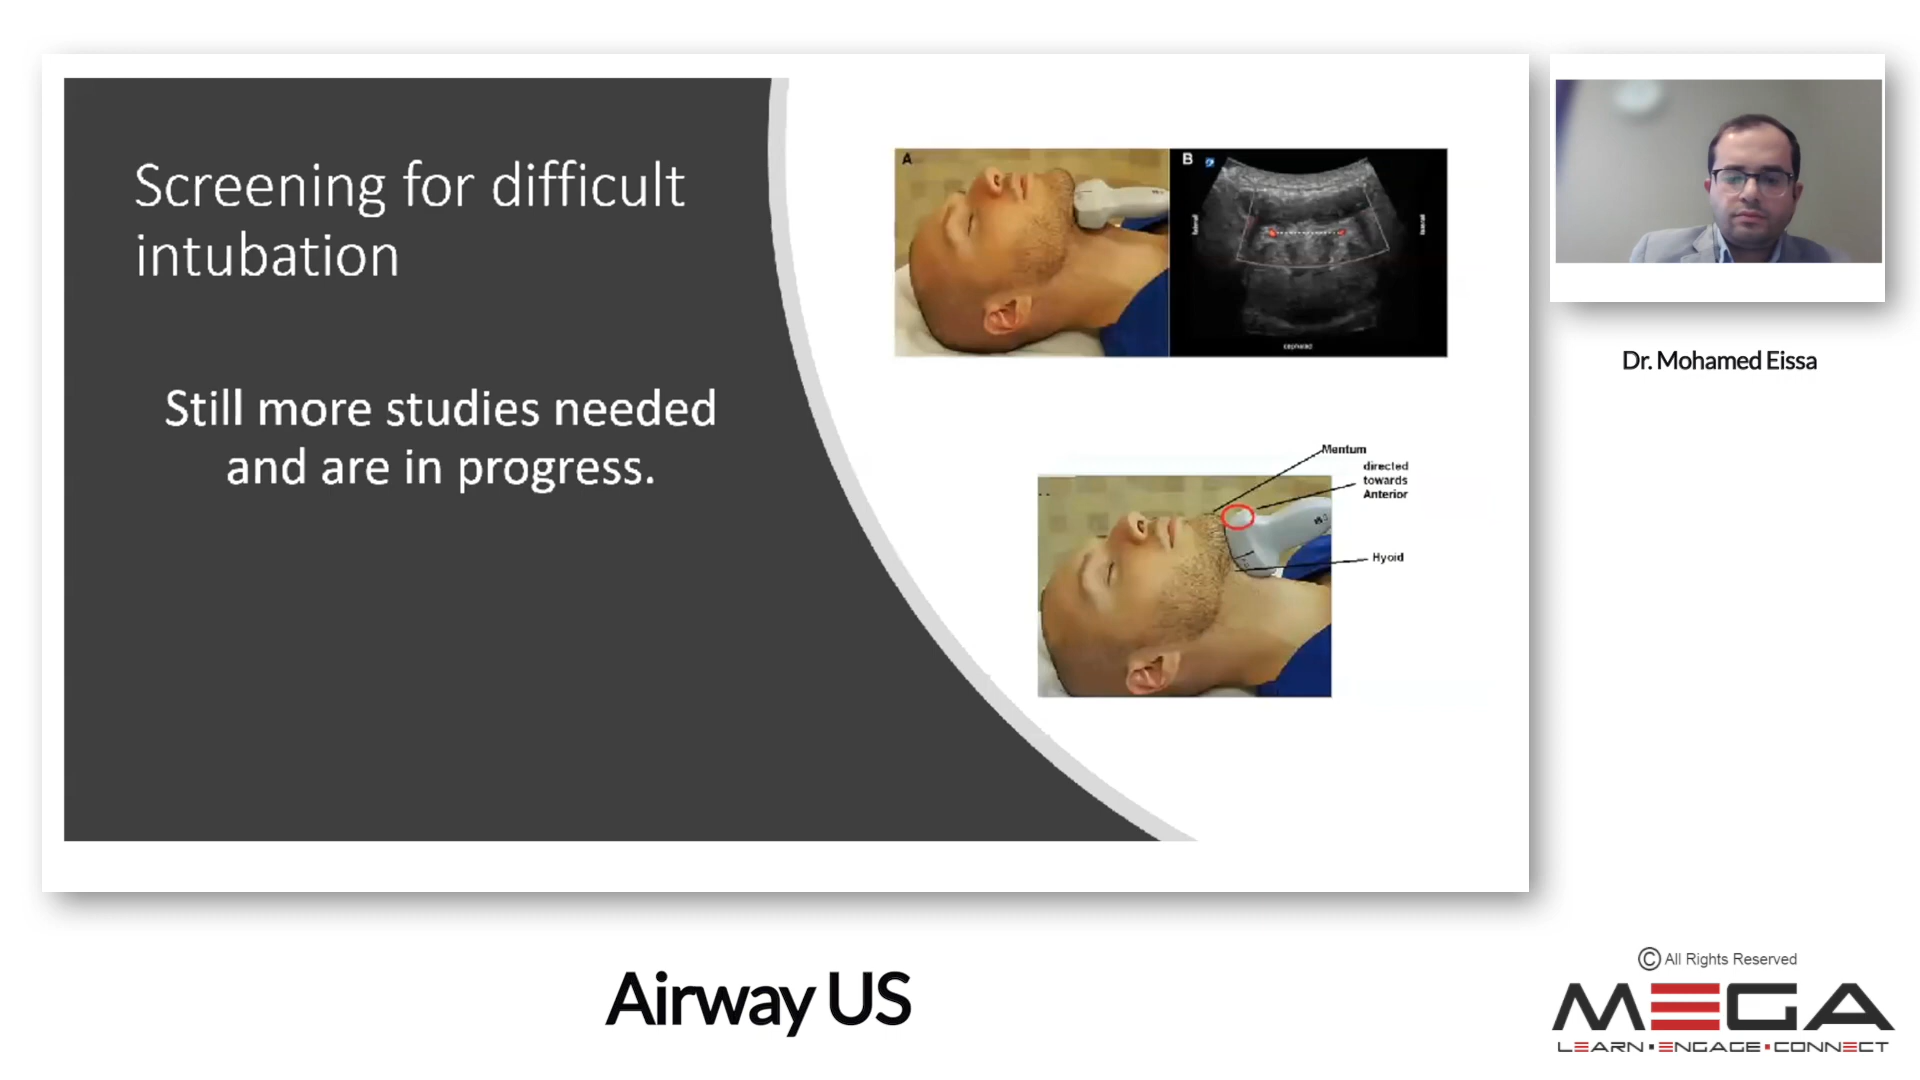 Screening for difficult
intubation
Still more studies needed
and are in progress.
A
B
cephalad
Mentum
directed
towards
Anterior
Hyoid
Dr. Mohamed Eissa
Airway US
© All Rights Reserved
MEGA
LEARN • ENGAGE • CONNECT